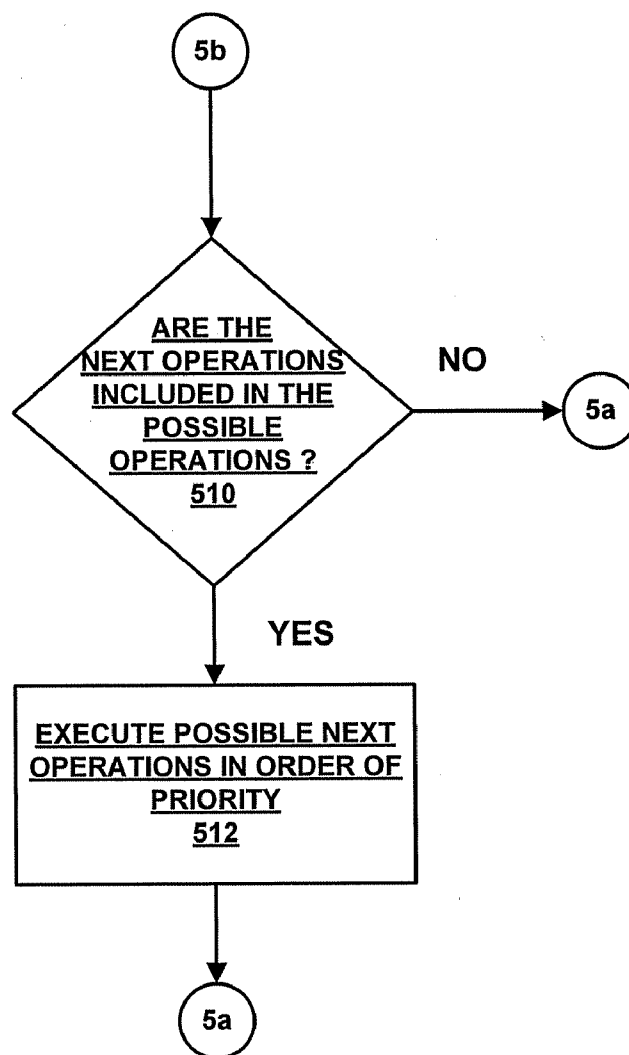 5b
ARE THE
NEXT OPERATIONS
INCLUDED IN THE
POSSIBLE
OPERATIONS ?
510
NO
5a
YES
EXECUTE POSSIBLE NEXT
OPERATIONS IN ORDER OF
PRIORITY
512
5a